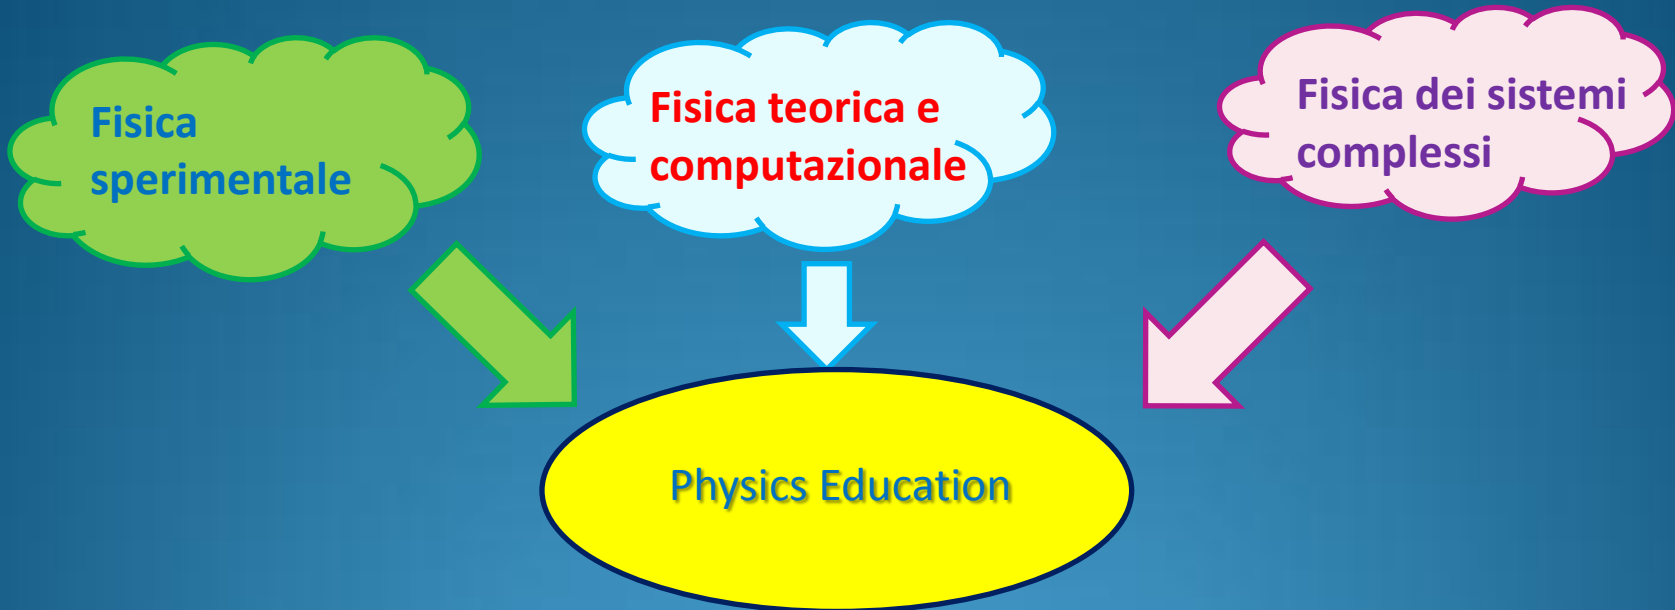 Fisica
sperimentale
Fisica teorica e
computazionale
Fisica dei sistemi
complessi
Physics Education